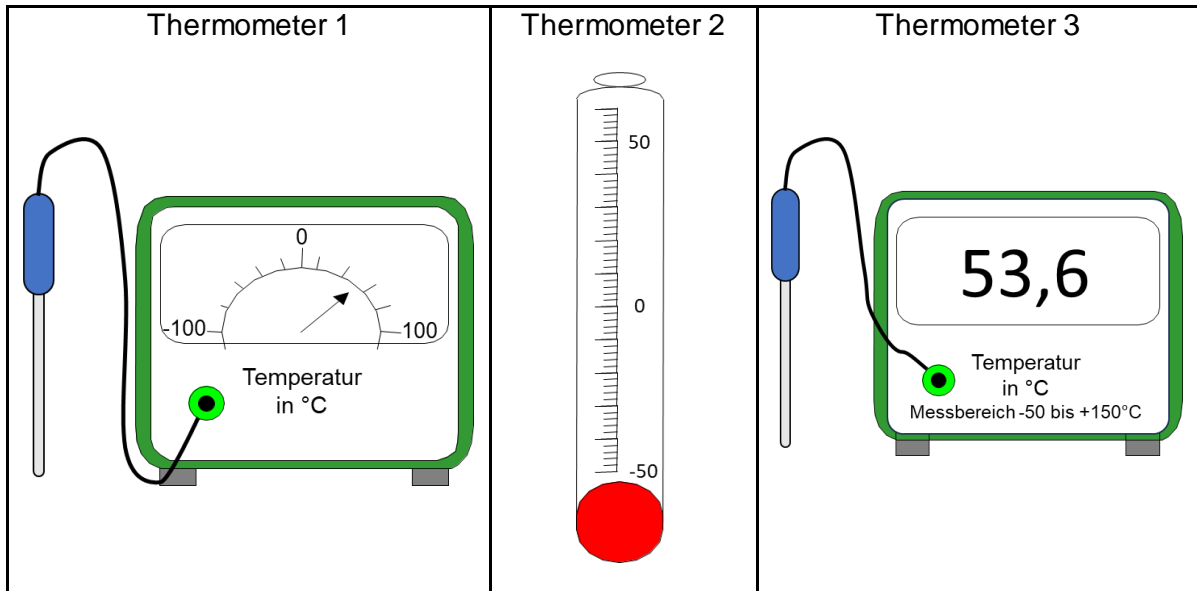 Thermometer 1
0
-100
100
Temperatur
in °C
Thermometer 2
50
0
-50
Thermometer 3
53,6
Temperatur
in °C
Messbereich -50 bis +150°C